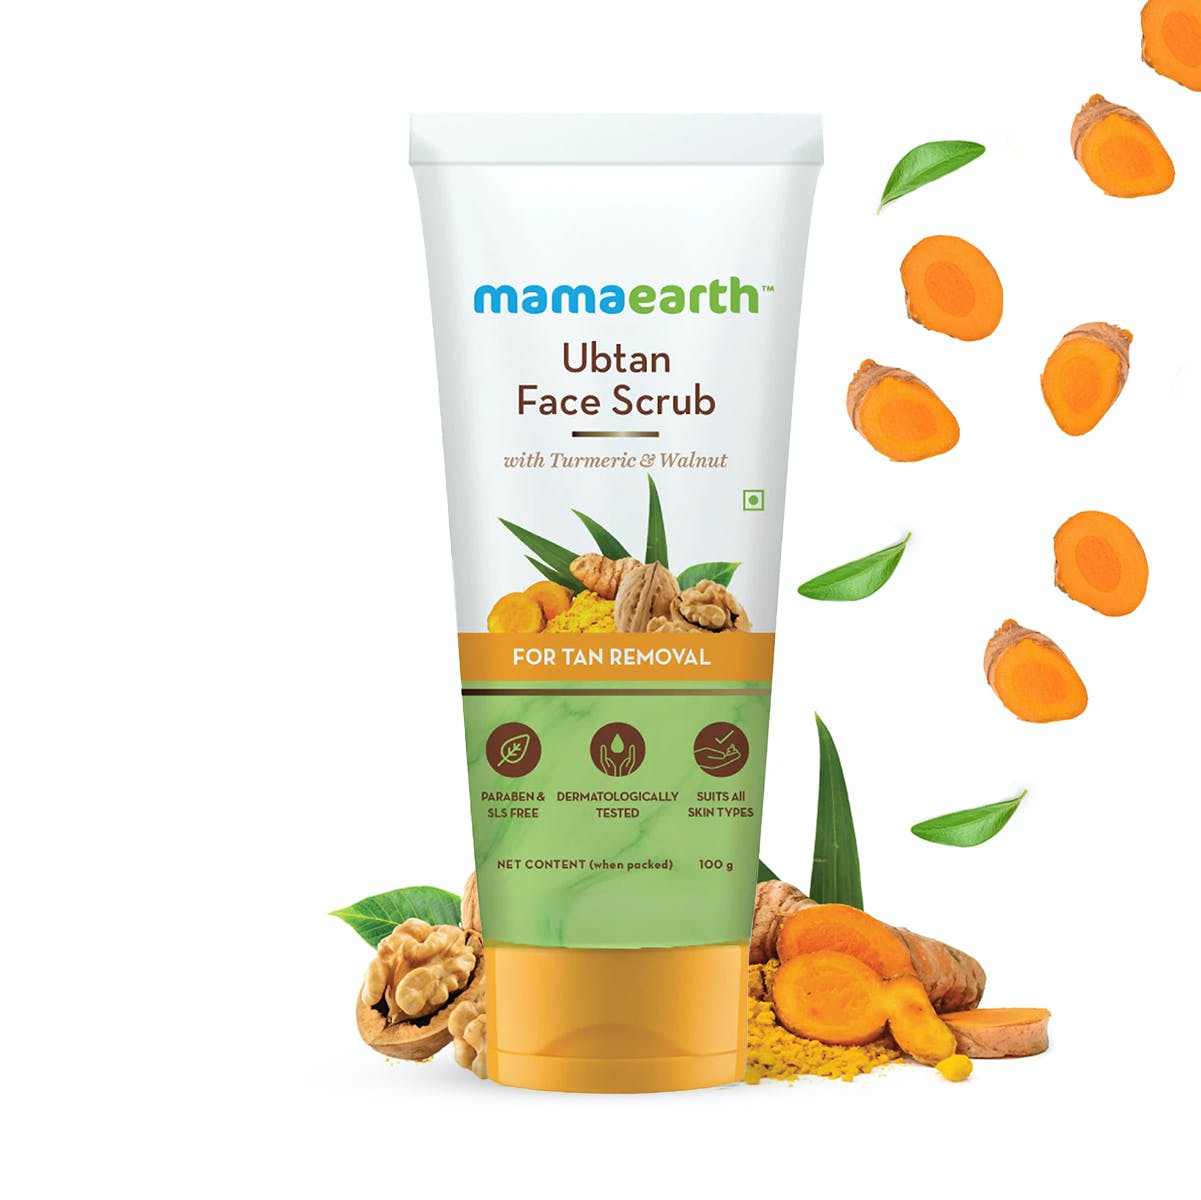 mamaearth™
Ubtan
Face Scrub
with Turmeric & Walnut
FOR TAN REMOVAL
PARABEN &
SLS FREE
DERMATOLOGICALLY
TESTED
SUITS All
SKIN TYPES
NET CONTENT (when packed) 100 g